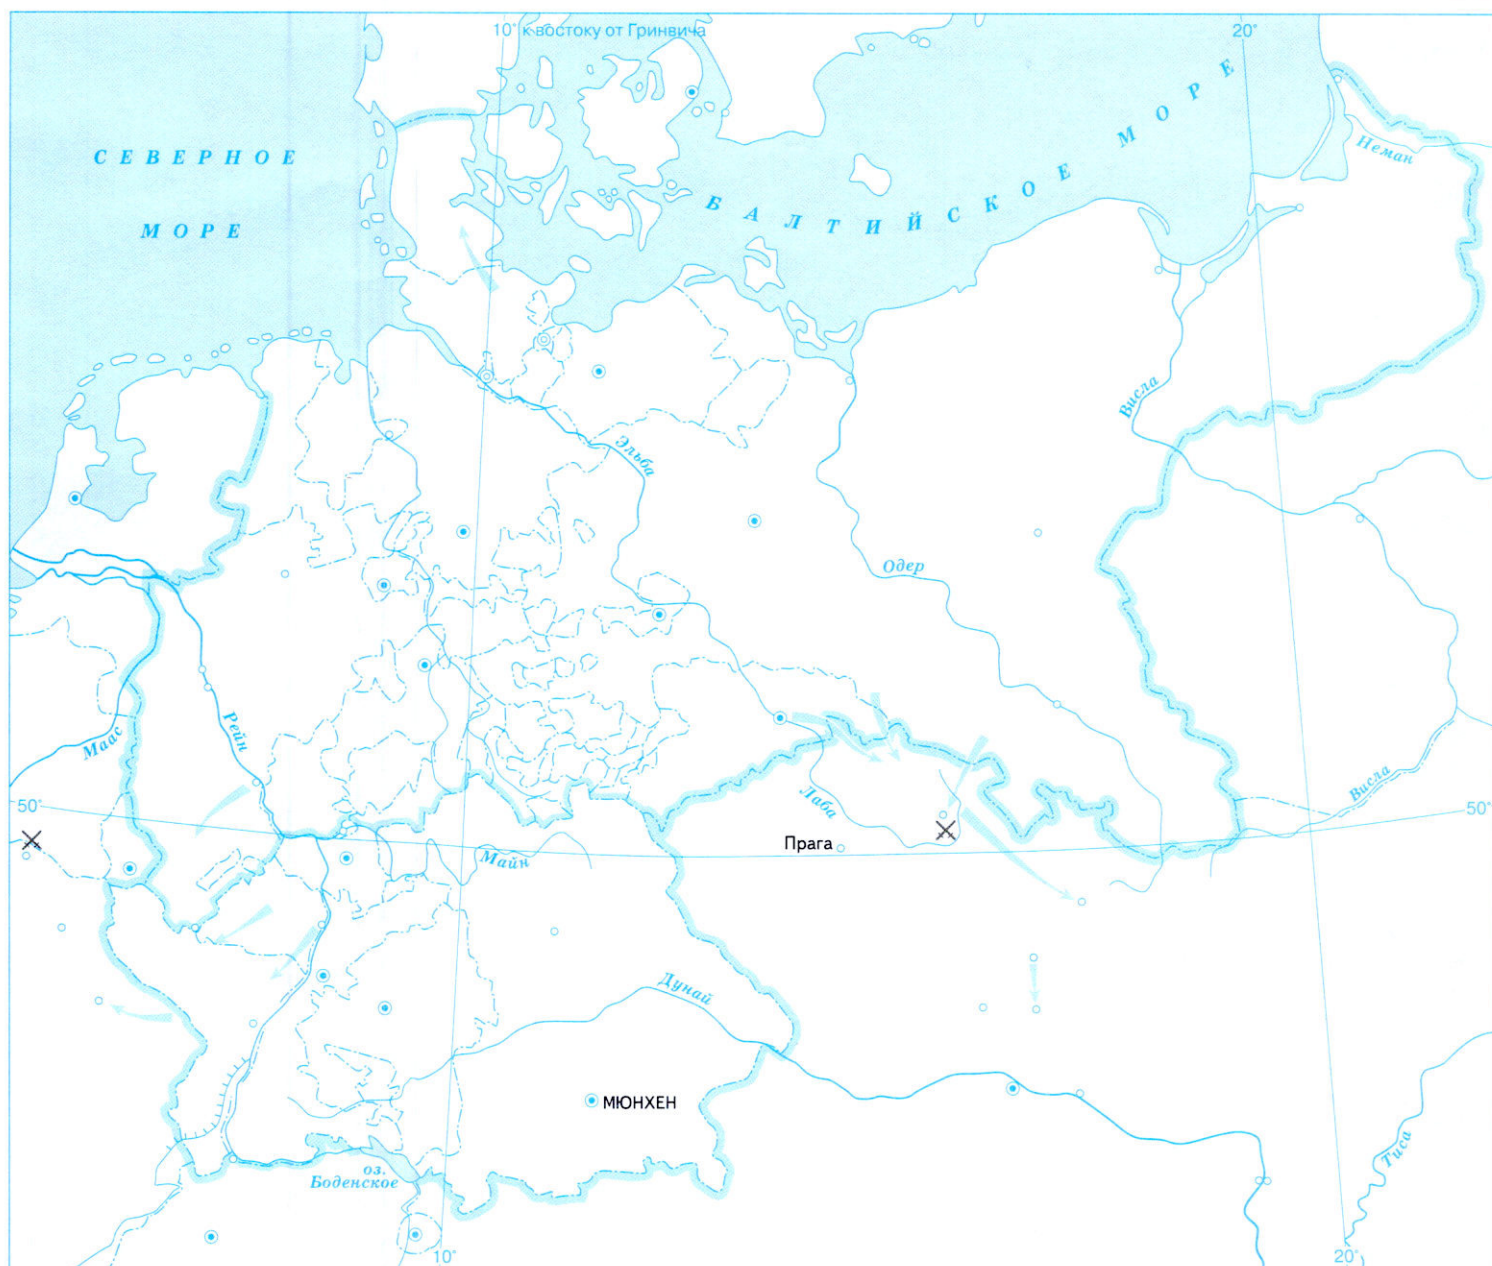 10° к востоку от Гринвича
20°
СЕВЕРНОЕ
МОРЕ
БАЛТИЙСКОЕ МОРЕ
Неман
Висла
Эльба
Одер
Маас
Рейн
50°
Лаба
Висла
50°
Прага
Майн
Дунай
МЮНХЕН
оз.
Боденское
Тиса
10°
20°